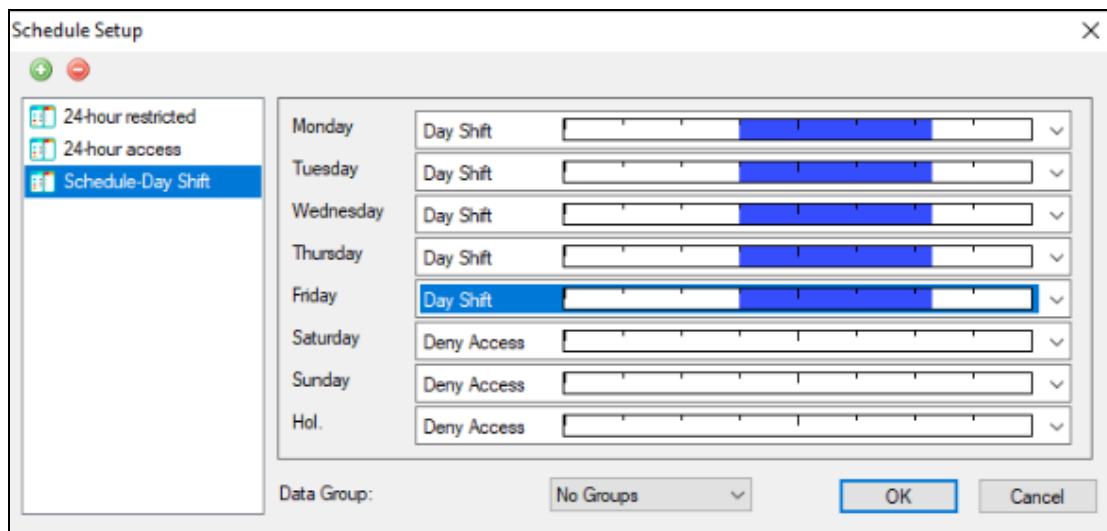 Schedule Setup
24-hour restricted
24-hour access
Schedule-Day Shift
Monday Day Shift
Tuesday Day Shift
Wednesday Day Shift
Thursday Day Shift
Friday Day Shift
Saturday Deny Access
Sunday Deny Access
Hol. Deny Access
Data Group: No Groups OK Cancel